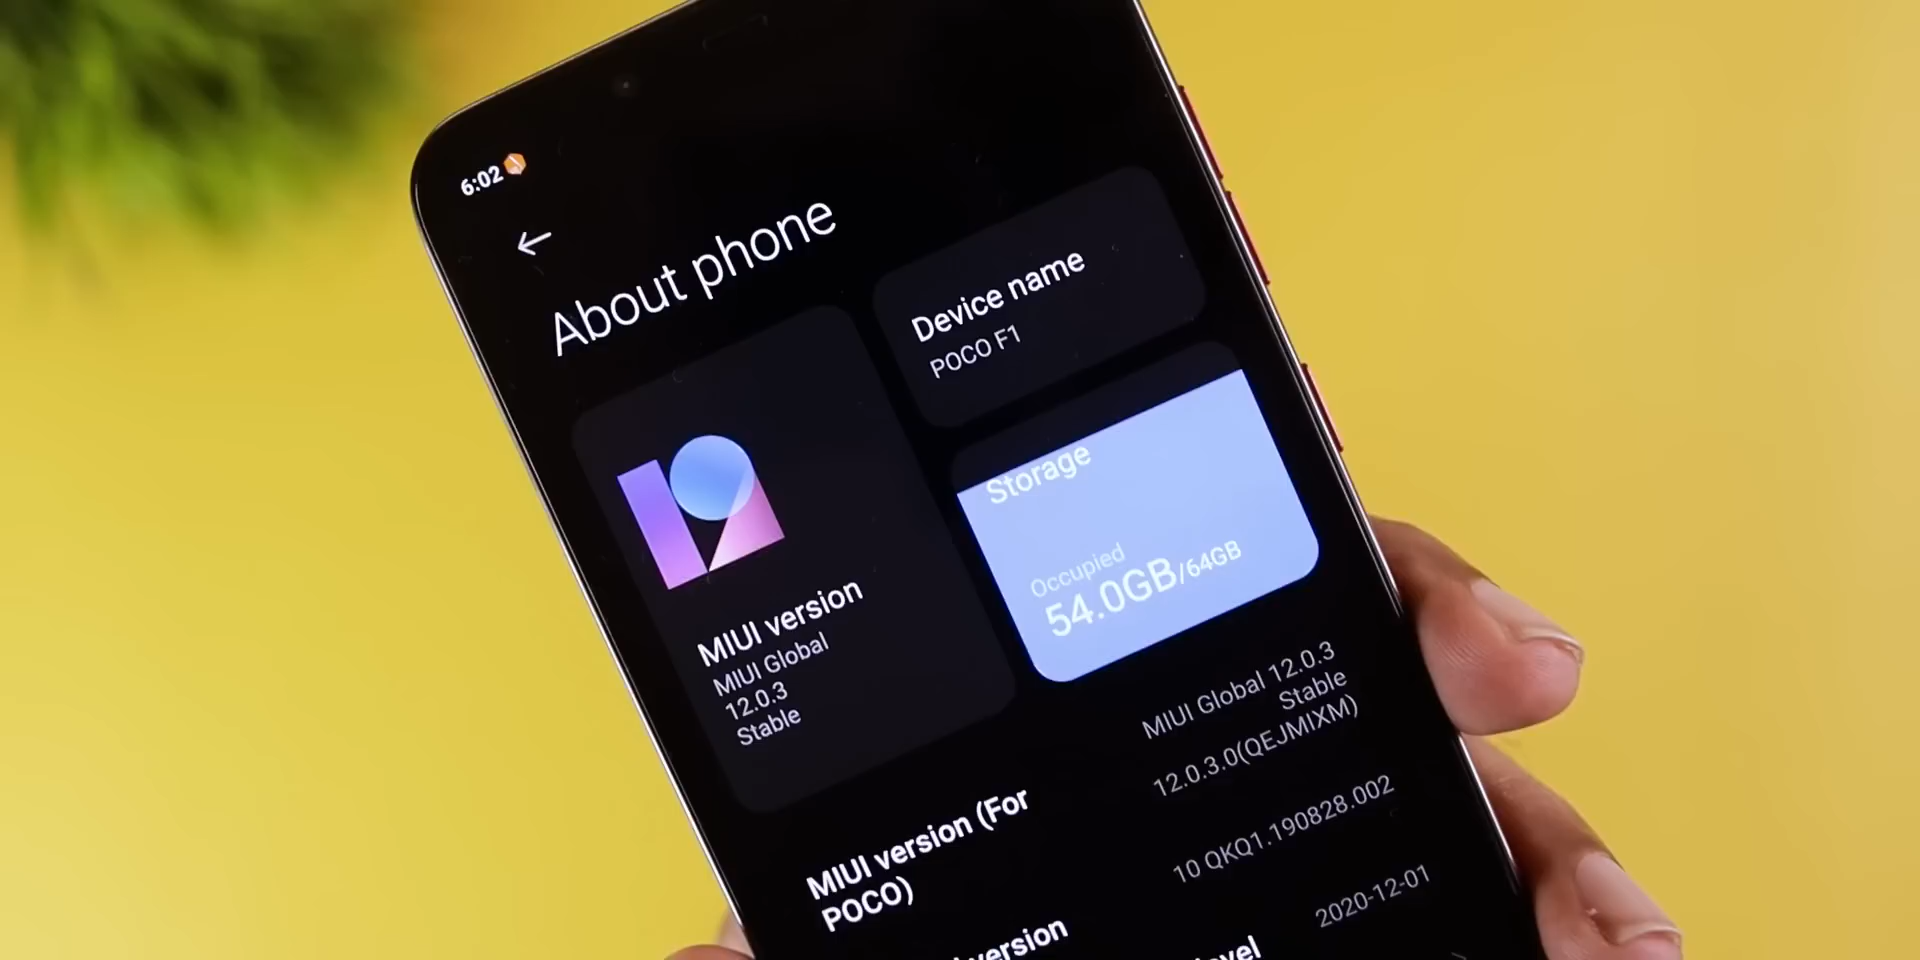 6:02
About phone
Device name
POCO F1
Storage
Occupied
54.0GB/64GB
MIUI version
MIUI Global
12.0.3
Stable
MIUI version (For
POCO)
MIUI Global 12.0.3
Stable
12.0.3.0(QEJMIXM)
version
10 QKQ1.190828.002
2020-12-01